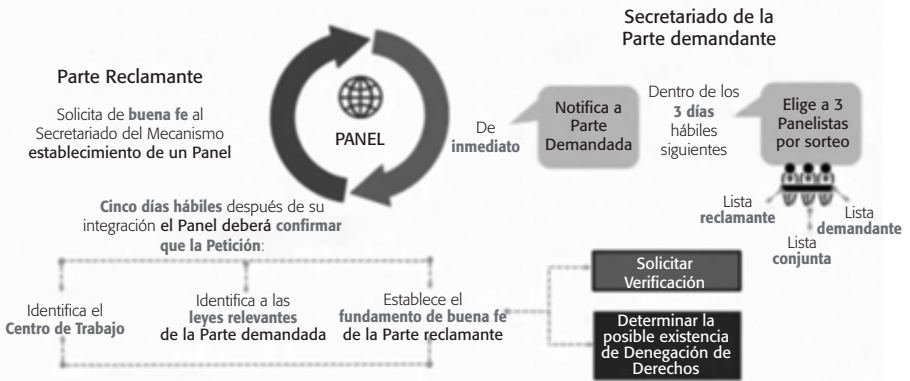 Parte Reclamante
Solicita de buena fe al
Secretariado del Mecanismo
establecimiento de un Panel
PANEL
Secretariado de la
Parte demandante
De
inmediato
Notifica a
Parte
Demandada
Dentro de los
3 días
hábiles
siguientes
Elige a 3
Panelistas
por sorteo
Lista
reclamante
Lista
conjunta
Lista
demandante
Cinco días hábiles después de su
integración el Panel deberá confirmar
que la Petición:
Identifica el
Centro de Trabajo
Identifica a las
leyes relevantes
de la Parte demandada
Establece el
fundamento de buena fe
de la Parte reclamante
Solicitar
Verificación
Determinar la
posible existencia
de Denegación de
Derechos